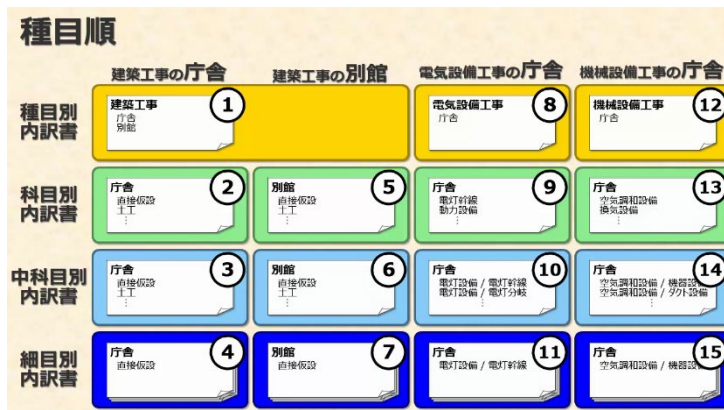 種目順
建築工事の庁舎
建築工事の別館
電気設備工事の庁舎
機械設備工事の庁舎
種目別
内訳書
建築工事
庁舎
別館
1
電気設備工事
庁舎
8
機械設備工事
庁舎
12
科目別
内訳書
庁舎
直接仮設
土工
⋮
2
別館
直接仮設
土工
⋮
5
庁舎
電灯幹線
動力設備
⋮
9
庁舎
空気調和設備
換気設備
⋮
13
中科目別
内訳書
庁舎
直接仮設
土工
⋮
3
別館
直接仮設
土工
⋮
6
庁舎
電灯設備 / 電灯幹線
電灯設備 / 電灯分岐
⋮
10
庁舎
空気調和設備 / 機器設
空気調和設備 / ダクト設備
⋮
14
細目別
内訳書
庁舎
直接仮設
4
別館
直接仮設
7
庁舎
電灯設備 / 電灯幹線
11
庁舎
空気調和設備 / 機器設
15